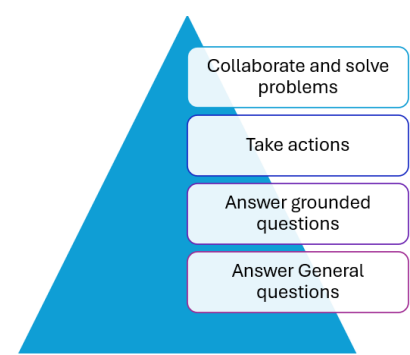 Collaborate and solve
problems
Take actions
Answer grounded
questions
Answer General
questions